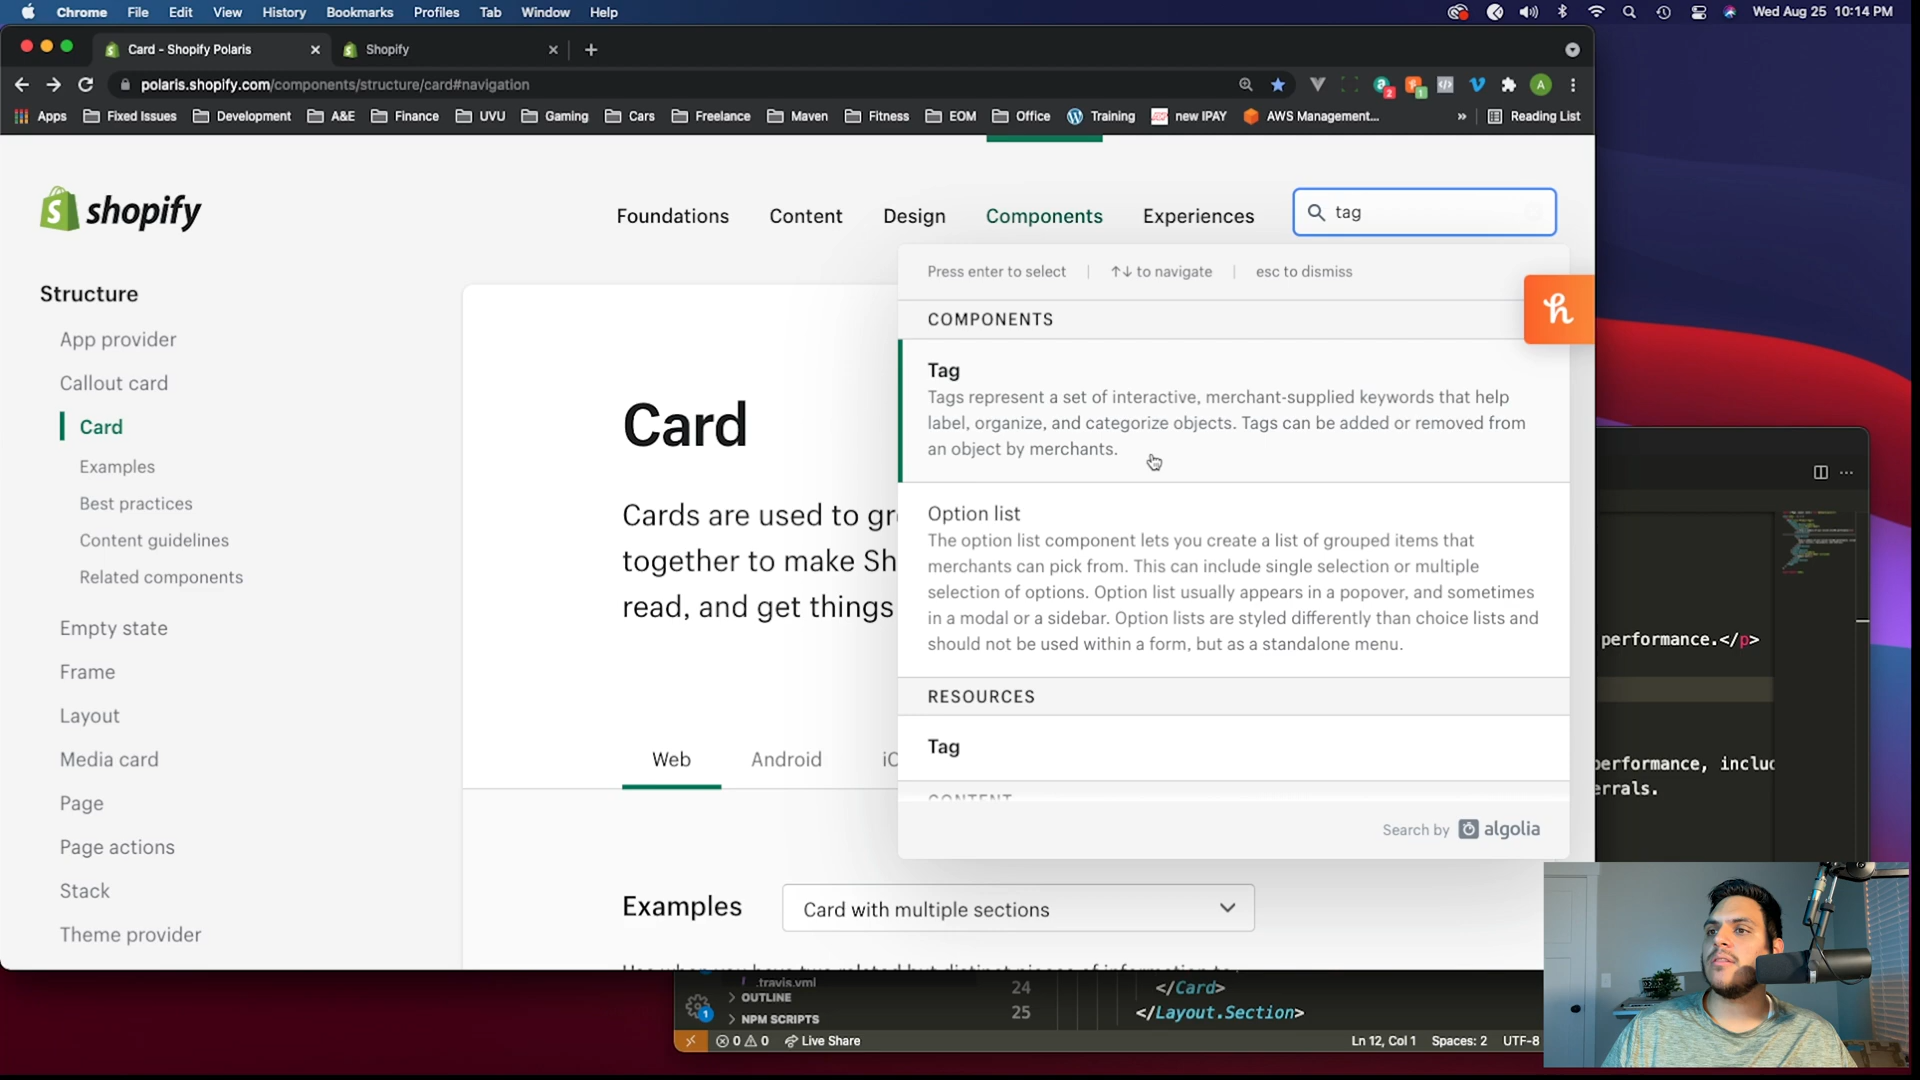 Chrome File Edit View History Bookmarks Profiles Tab Window Help Wed Aug 25 10:14 PM
Card - Shopify Polaris Shopify
polaris.shopify.com/components/structure/card#navigation
Apps Fixed Issues Development A&E Finance UVU Gaming Cars Freelance Maven Fitness EOM Office Training new IPAY AWS Management... » Reading List
shopify
Foundations Content Design Components Experiences tag
Press enter to select ↑↓ to navigate esc to dismiss
Structure
App provider
Callout card
Card
Examples
Best practices
Content guidelines
Related components
Empty state
Frame
Layout
Media card
Page
Page actions
Stack
Theme provider
Card
Cards are used to
together to make
read, and get things
Web Android
Examples Card with multiple sections
COMPONENTS
Tag
Tags represent a set of interactive, merchant-supplied keywords that help
label, organize, and categorize objects. Tags can be added or removed from
an object by merchants.
Option list
The option list component lets you create a list of grouped items that
merchants can pick from. This can include single selection or multiple
selection of options. Option list usually appears in a popover, and sometimes
in a modal or a sidebar. Option lists are styled differently than choice lists and
should not be used within a form, but as a standalone menu.
RESOURCES
Tag
CONTENT
Search by algolia
performance.</p>
performance, includ
errals.
.travis.yml
OUTLINE
NPM SCRIPTS
24 </Card>
25 </Layout.Section>
0 0 Live Share Ln 12, Col 1 Spaces: 2 UTF-8